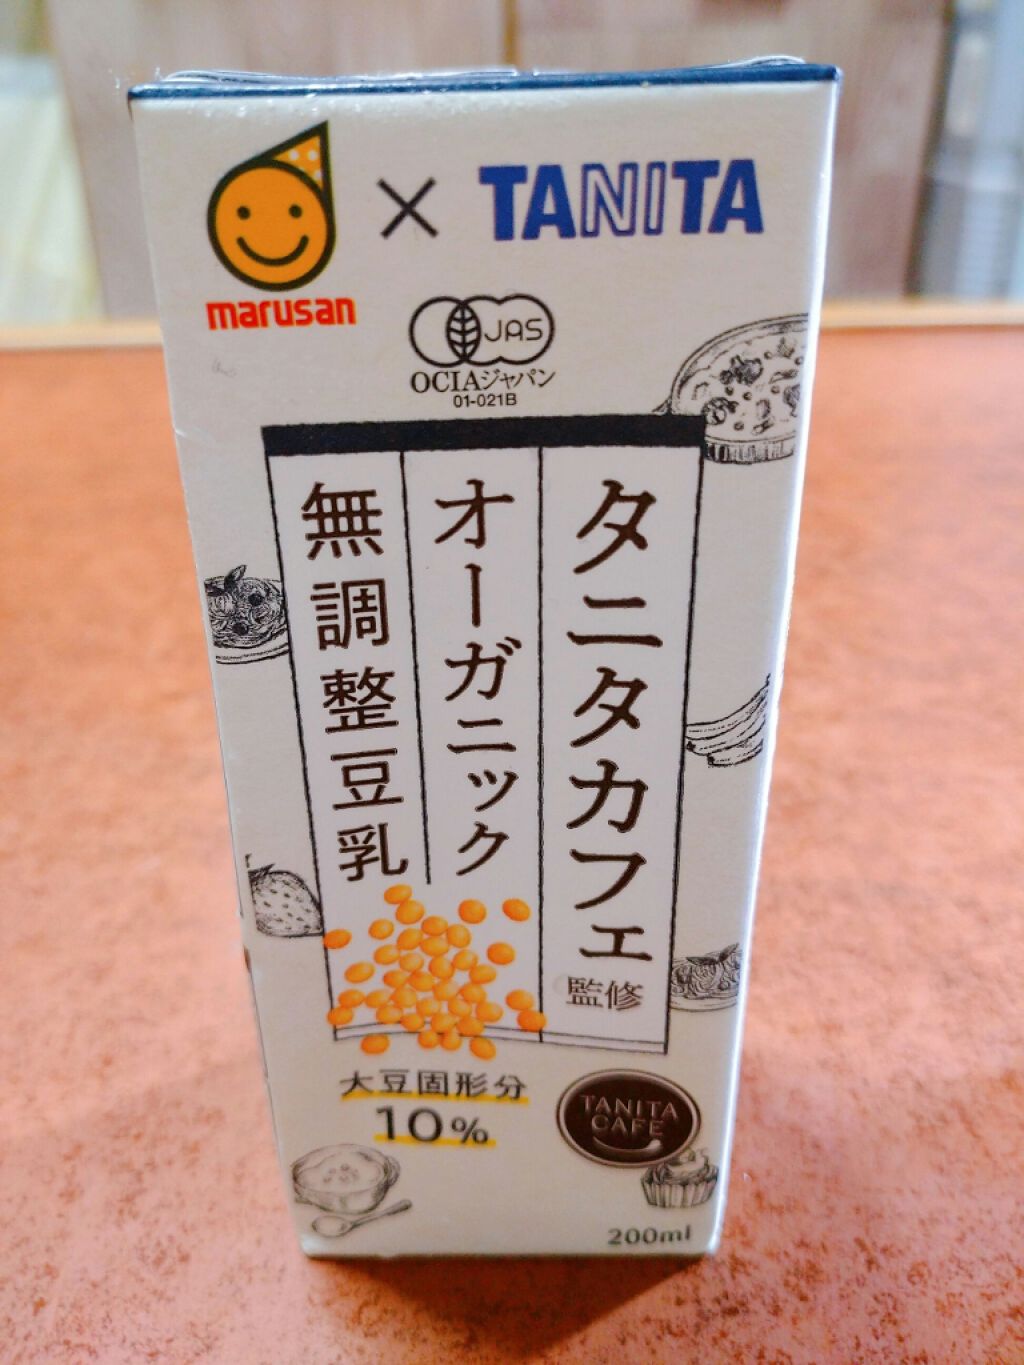 marusan
×
TANITA
JAS
OCIAジャパン
01-021B
タニタカフェ
監修
オーガニック
無調整豆乳
大豆固形分
10%
TANITA
CAFE
200ml